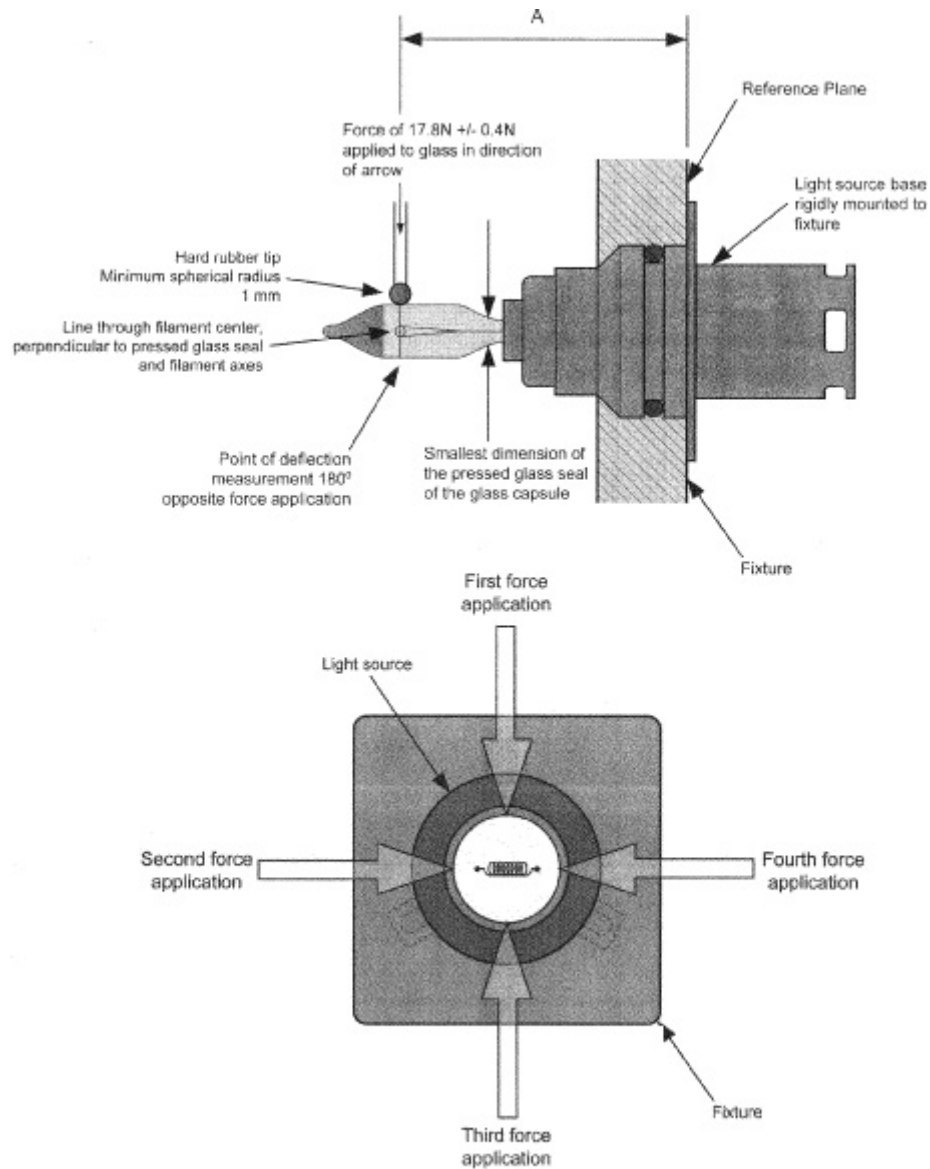 A
Reference Plane
Force of 17.8N +/- 0.4N
applied to glass in direction
of arrow
Light source base
rigidly mounted to
fixture
Hard rubber tip
Minimum spherical radius
1 mm
Line through filament center,
perpendicular to pressed glass seal
and filament axes
Point of deflection
measurement 180º
opposite force application
Smallest dimension of
the pressed glass seal
of the glass capsule
Fixture
First force
application
Light source
Second force
application
Fourth force
application
Fixture
Third force
application